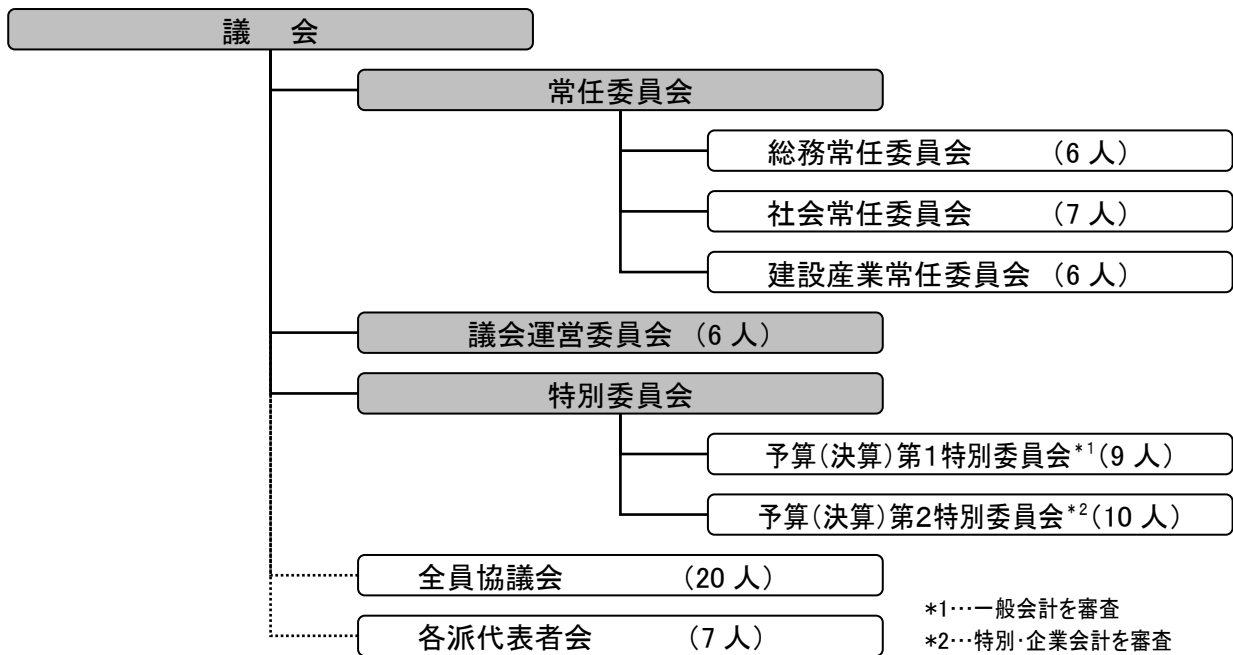 議　会
常任委員会
総務常任委員会　（6 人）
社会常任委員会　（7 人）
建設産業常任委員会 （6 人）
議会運営委員会 （6 人）
特別委員会
予算（決算）第1特別委員会*1（9 人）
予算（決算）第2特別委員会*2（10 人）
全員協議会　（20 人）
各派代表者会　（7 人）
*1…一般会計を審査
*2…特別・企業会計を審査